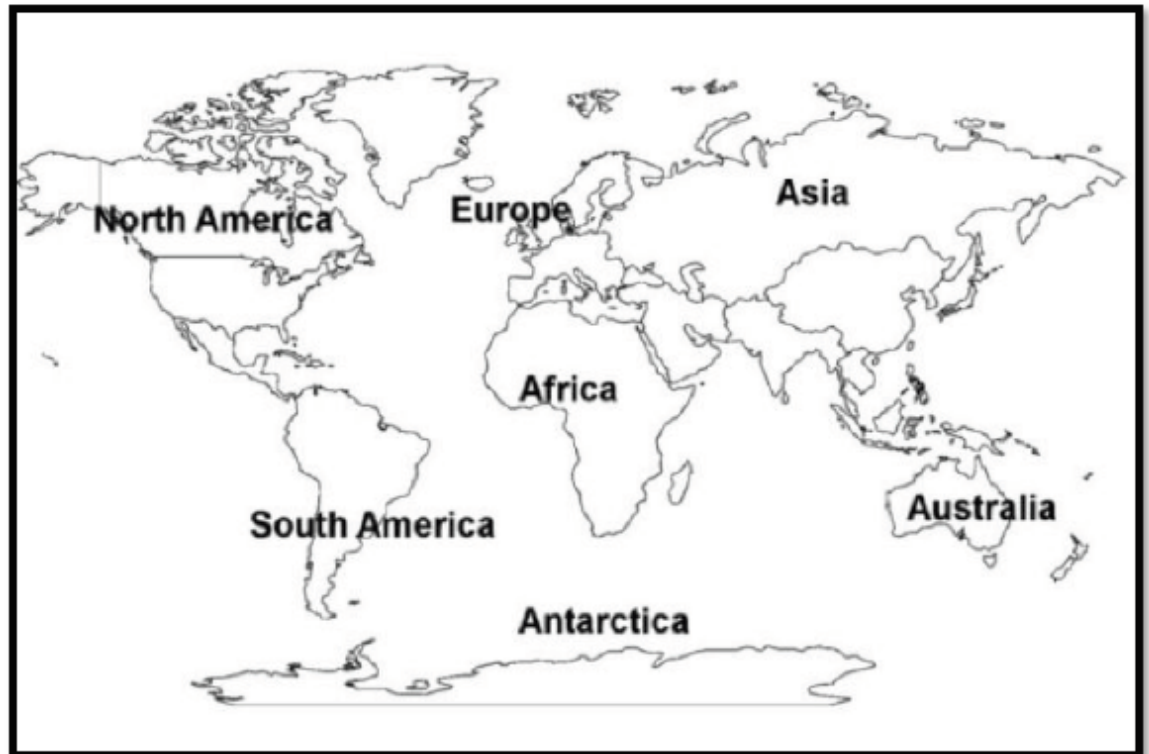 Europe
Asia
North America
Africa
South America
Australia
Antarctica